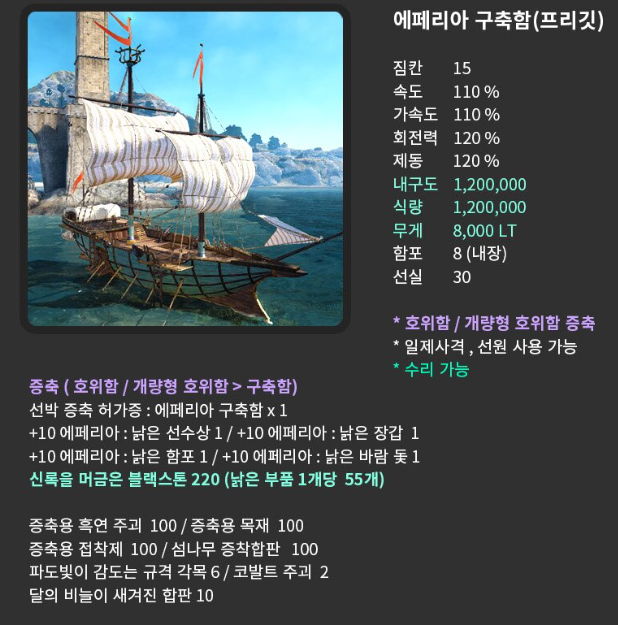 에페리아 구축함(프리깃)
짐칸 15
속도 110 %
가속도 110 %
회전력 120 %
제동 120 %
내구도 1,200,000
식량 1,200,000
무게 8,000 LT
함포 8 (내장)
선실 30
* 호위함 / 개량형 호위함 증축
* 일제사격 , 선원 사용 가능
* 수리 가능
증축 ( 호위함 / 개량형 호위함 > 구축함)
선박 증축 허가증 : 에페리아 구축함 x 1
+10 에페리아 : 낡은 선수상 1 / +10 에페리아 : 낡은 장갑 1
+10 에페리아 : 낡은 함포 1 / +10 에페리아 : 낡은 바람 돛 1
신록을 머금은 블랙스톤 220 (낡은 부품 1개당 55개)
증축용 흑연 주괴 100 / 증축용 목재 100
증축용 접착제 100 / 섬나무 증착합판 100
파도빛이 감도는 규격 각목 6 / 코발트 주괴 2
달의 비늘이 새겨진 합판 10